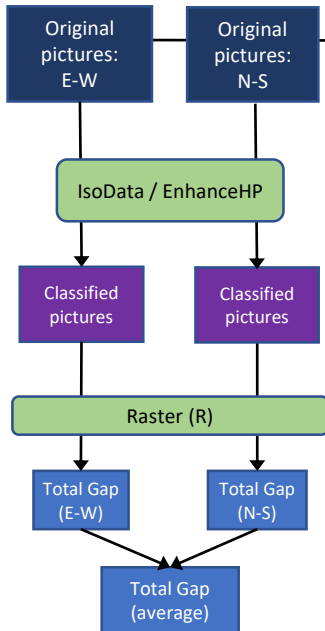 Original
pictures:
E-W
Original
pictures:
N-S
IsoData / EnhanceHP
Classified
pictures
Classified
pictures
Raster (R)
Total Gap
(E-W)
Total Gap
(N-S)
Total Gap
(average)